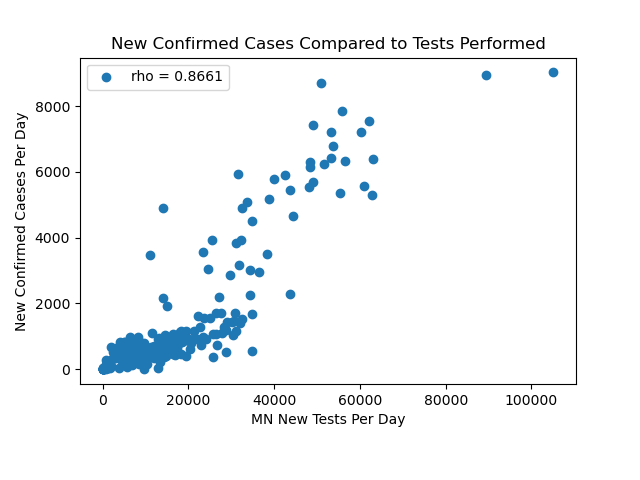 New Confirmed Cases Compared to Tests Performed
rho = 0.8661
New Confirmed Caeses Per Day
8000
6000
4000
2000
0
0 20000 40000 60000 80000 100000
MN New Tests Per Day